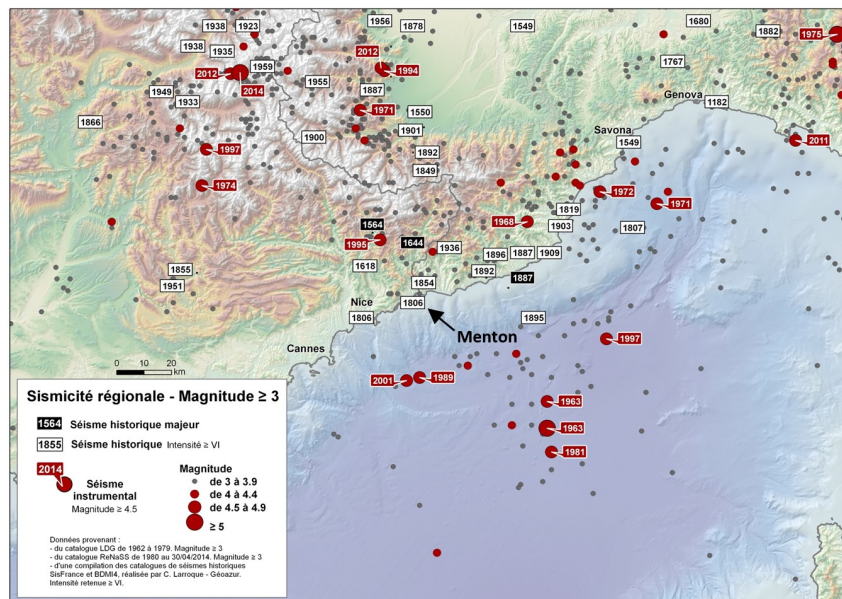 1938
1923
1956
1878
1549
1680
1882
1975
1938
1935
2012
1959
2012
1994
1767
2012
2014
1955
1887
Genova
1949
1933
1971
1550
1182
1866
1900
1901
Savona
1997
1892
1549
2011
1849
1974
1972
1971
1564
1968
1819
1995
1644
1936
1903
1807
1618
1896
1887
1909
1855
1892
1887
1951
1854
Nice
1806
1806
1895
Menton
1997
Cannes
0 10 20
km
2001
1989
1963
1963
1981
Sismicité régionale - Magnitude ≥ 3
1564 Séisme historique majeur
1855 Séisme historique Intensité ≥ VI
2014 Séisme
instrumental
Magnitude ≥ 4.5
Magnitude
de 3 à 3.9
de 4 à 4.4
de 4.5 à 4.9
≥ 5
Données provenant :
- du catalogue LDG de 1962 à 1979. Magnitude ≥ 3
- du catalogue ReNaSS de 1980 au 30/04/2014. Magnitude ≥ 3
- d'une compilation des catalogues de séismes historiques
SisFrance et BDMI4, réalisée par C. Larroque - Géoazur.
Intensité retenue ≥ VI.